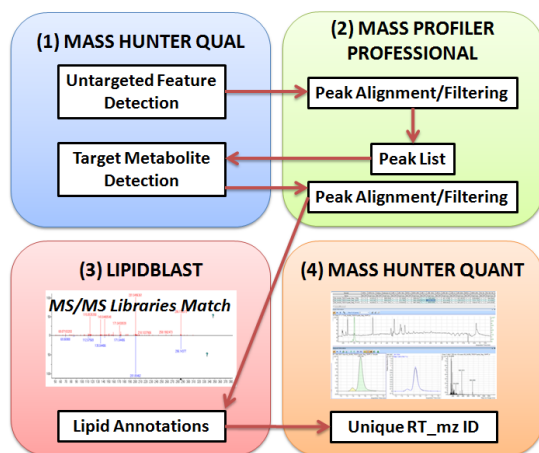 (1) MASS HUNTER QUAL
Untargeted Feature
Detection
Target Metabolite
Detection
(2) MASS PROFILER
PROFESSIONAL
Peak Alignment/Filtering
Peak List
Peak Alignment/Filtering
(3) LIPIDBLAST
MS/MS Libraries Match
Lipid Annotations
(4) MASS HUNTER QUANT
Unique RT_mz ID